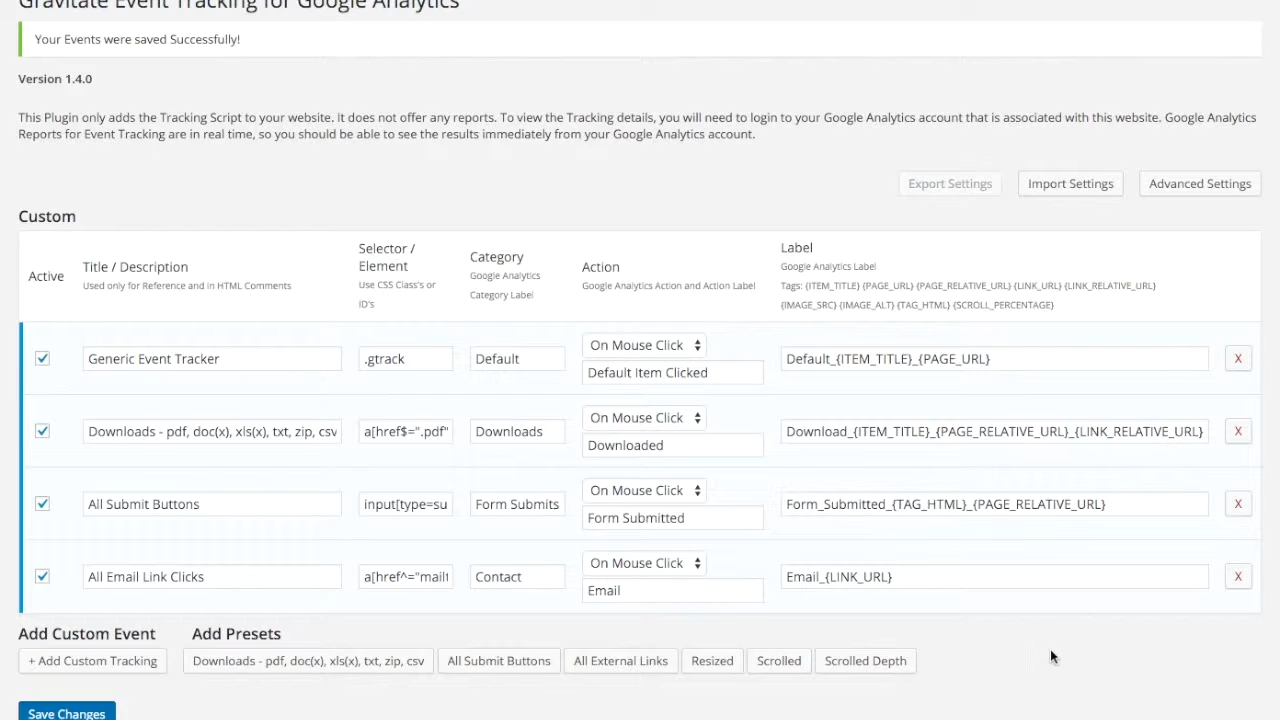 Gravitate Event Tracking for Google Analytics
Your Events were saved Successfully!
Version 1.4.0
This Plugin only adds the Tracking Script to your website. It does not offer any reports. To view the Tracking details, you will need to login to your Google Analytics account that is associated with this website. Google Analytics
Reports for Event Tracking are in real time, so you should be able to see the results immediately from your Google Analytics account.
Export Settings
Import Settings
Advanced Settings
Custom
Active
Title / Description
Used only for Reference and in HTML Comments
Selector /
Element
Use CSS Class's or
ID's
Category
Google Analytics
Category Label
Action
Google Analytics Action and Action Label
Label
Google Analytics Label
Tags: {ITEM_TITLE} {PAGE_URL} {PAGE_RELATIVE_URL} {LINK_URL} {LINK_RELATIVE_URL}
{IMAGE_SRC} {IMAGE_ALT} {TAG_HTML} {SCROLL_PERCENTAGE}
Generic Event Tracker
.gtrack
Default
On Mouse Click
Default Item Clicked
Default_{ITEM_TITLE}_{PAGE_URL}
X
Downloads - pdf, doc(x), xls(x), txt, zip, csv
a[href$=".pdf"
Downloads
On Mouse Click
Downloaded
Download_{ITEM_TITLE}_{PAGE_RELATIVE_URL}_{LINK_RELATIVE_URL}
X
All Submit Buttons
input[type=su
Form Submits
On Mouse Click
Form Submitted
Form_Submitted_{TAG_HTML}_{PAGE_RELATIVE_URL}
X
All Email Link Clicks
a[href^="mail
Contact
On Mouse Click
Email
Email_{LINK_URL}
X
Add Custom Event
Add Presets
+ Add Custom Tracking
Downloads - pdf, doc(x), xls(x), txt, zip, csv
All Submit Buttons
All External Links
Resized
Scrolled
Scrolled Depth
Save Changes